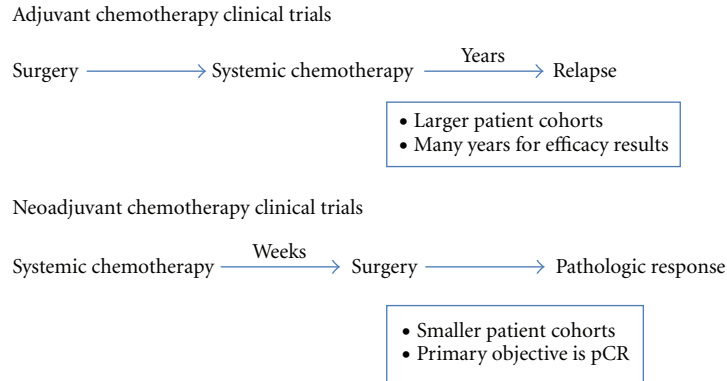 Adjuvant chemotherapy clinical trials
Years
Surgery Systemic chemotherapy Relapse
• Larger patient cohorts
• Many years for efficacy results
Neoadjuvant chemotherapy clinical trials
Weeks
Systemic chemotherapy Surgery Pathologic response
• Smaller patient cohorts
• Primary objective is pCR